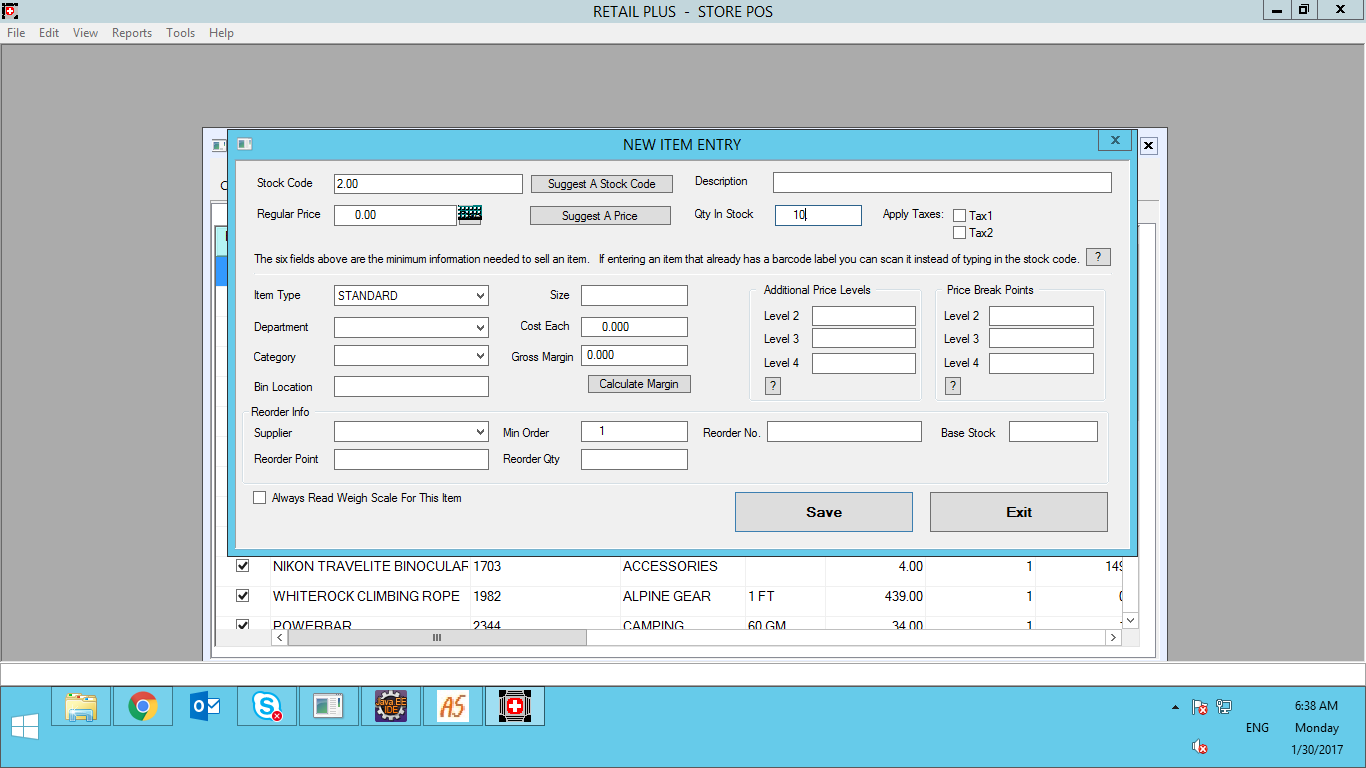 RETAIL PLUS - STORE POS
File Edit View Reports Tools Help
NEW ITEM ENTRY
Stock Code 2.00 Suggest A Stock Code Description
Regular Price 0.00 Suggest A Price Qty In Stock 10 Apply Taxes: Tax1
Tax2
The six fields above are the minimum information needed to sell an item. If entering an item that already has a barcode label you can scan it instead of typing in the stock code. ?
Item Type STANDARD Size Additional Price Levels Price Break Points
Department Cost Each 0.000 Level 2 Level 2
Category Gross Margin 0.000 Level 3 Level 3
Bin Location Calculate Margin Level 4 Level 4
? ?
Reorder Info
Supplier Min Order 1 Reorder No. Base Stock
Reorder Point Reorder Qty
Always Read Weigh Scale For This Item Save Exit
NIKON TRAVELITE BINOCULAR 1703 ACCESSORIES 4.00 1
WHITEROCK CLIMBING ROPE 1982 ALPINE GEAR 1 FT 439.00 1
POWERBAR 2344 CAMPING 60 GM 34.00 1
Java EE
IDE
AS
6:38 AM
ENG Monday
1/30/2017